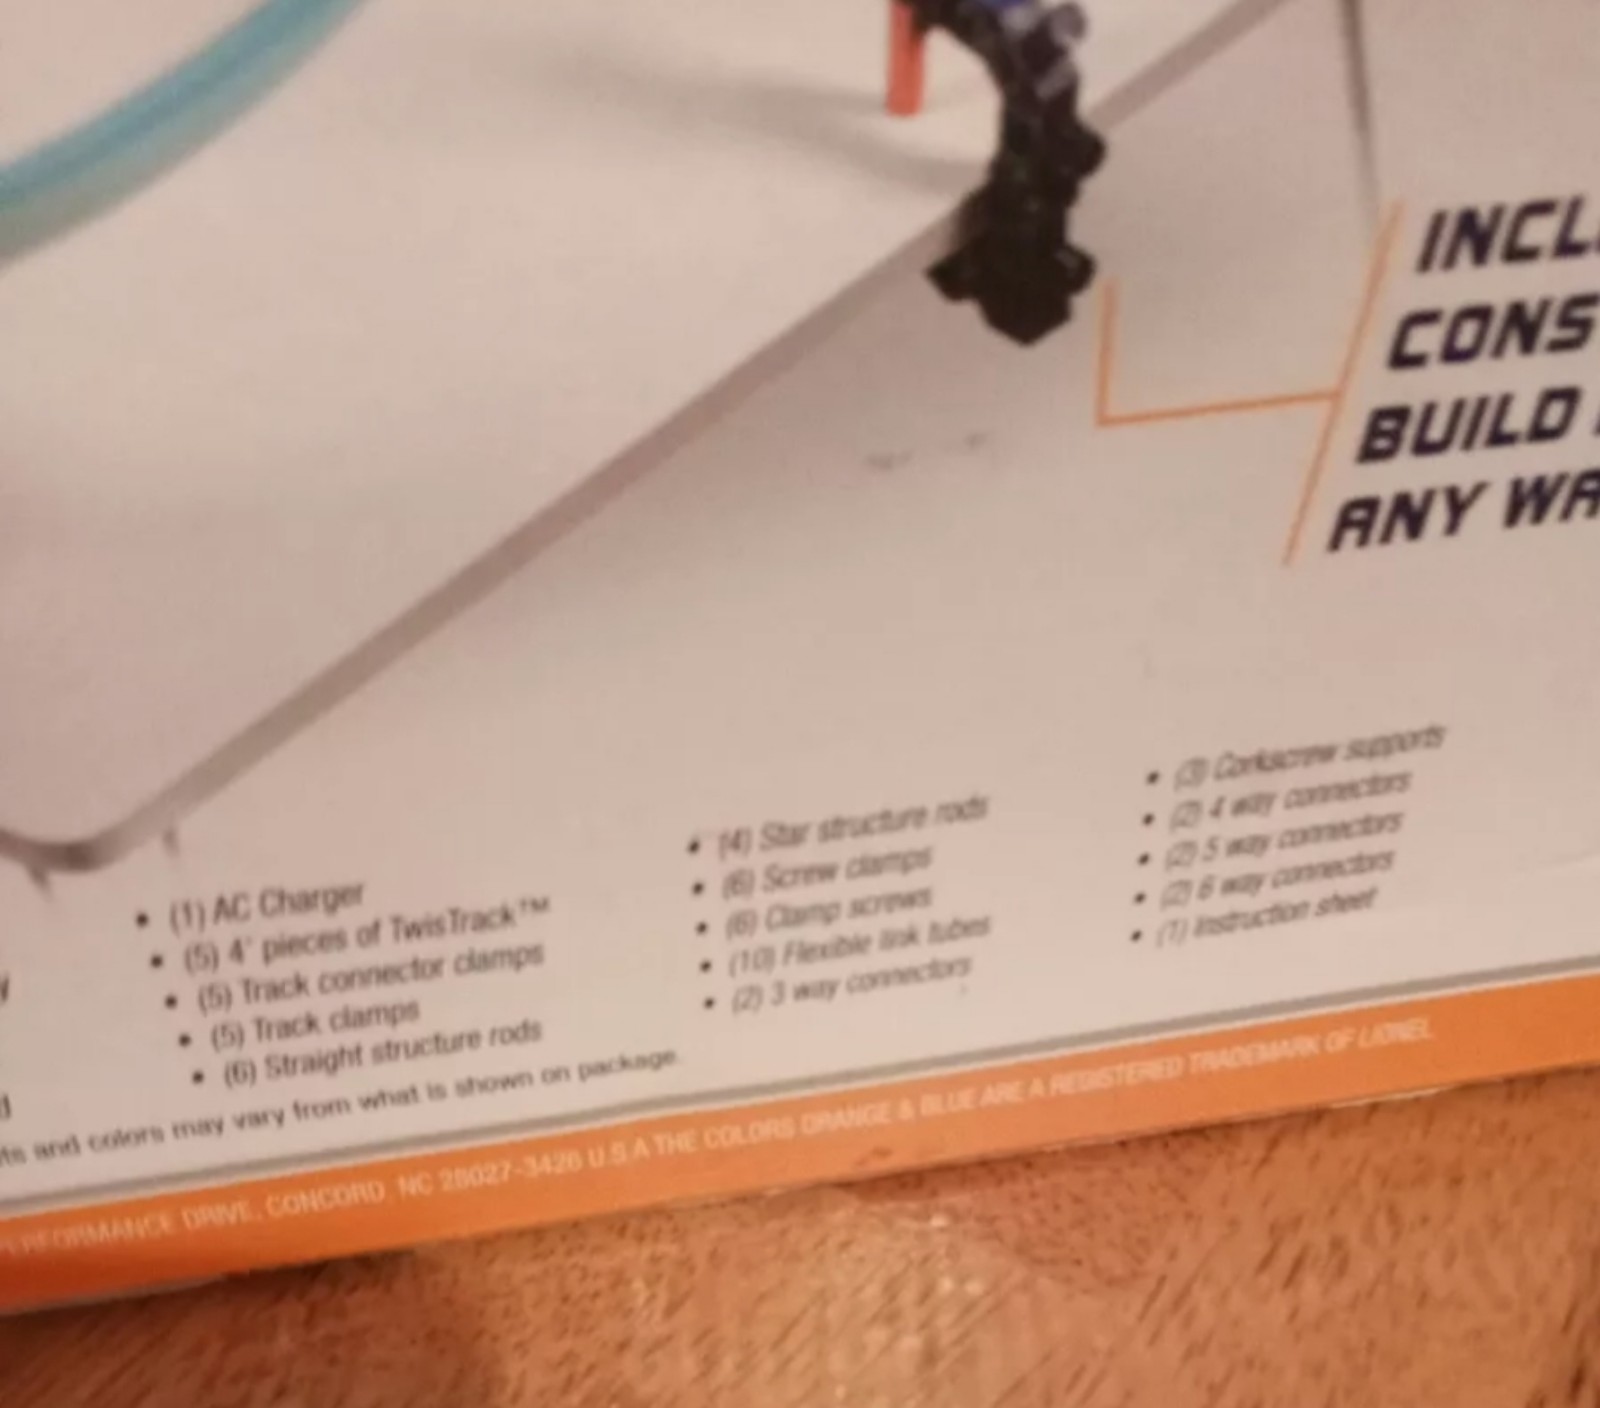 INCL
CONS
BUILD
ANY WA
• (1) AC Charger
• (5) 4' pieces of TwisTrack™
• (5) Track connector clamps
• (5) Track clamps
• (6) Straight structure rods
• (4) Star structure rods
• (6) Screw clamps
• (6) Clamp screws
• (10) Flexible link tubes
• (2) 3 way connectors
• (3) Corkscrew supports
• (2) 4 way connectors
• (2) 5 way connectors
• (2) 6 way connectors
• (1) Instruction sheet
and colors may vary from what is shown on package.
PERFORMANCE DRIVE, CONCORD NC 28027-3426 U.S.A THE COLORS ORANGE & BLUE ARE A REGISTERED TRADEMARK OF LIONEL